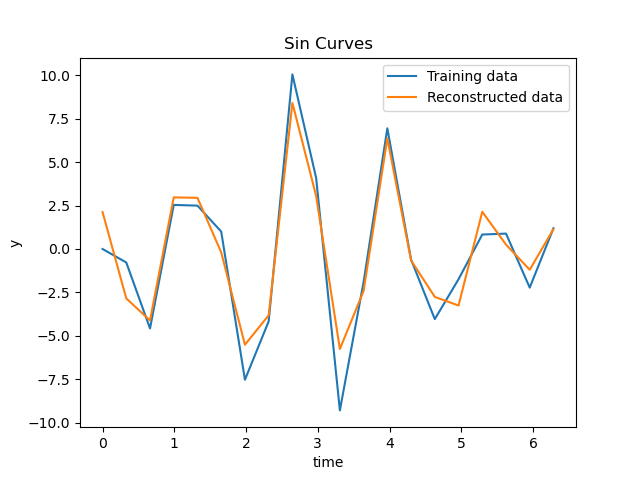 Sin Curves
Training data
Reconstructed data
10.0
7.5
5.0
2.5
0.0
−2.5
−5.0
−7.5
−10.0
y
0 1 2 3 4 5 6
time